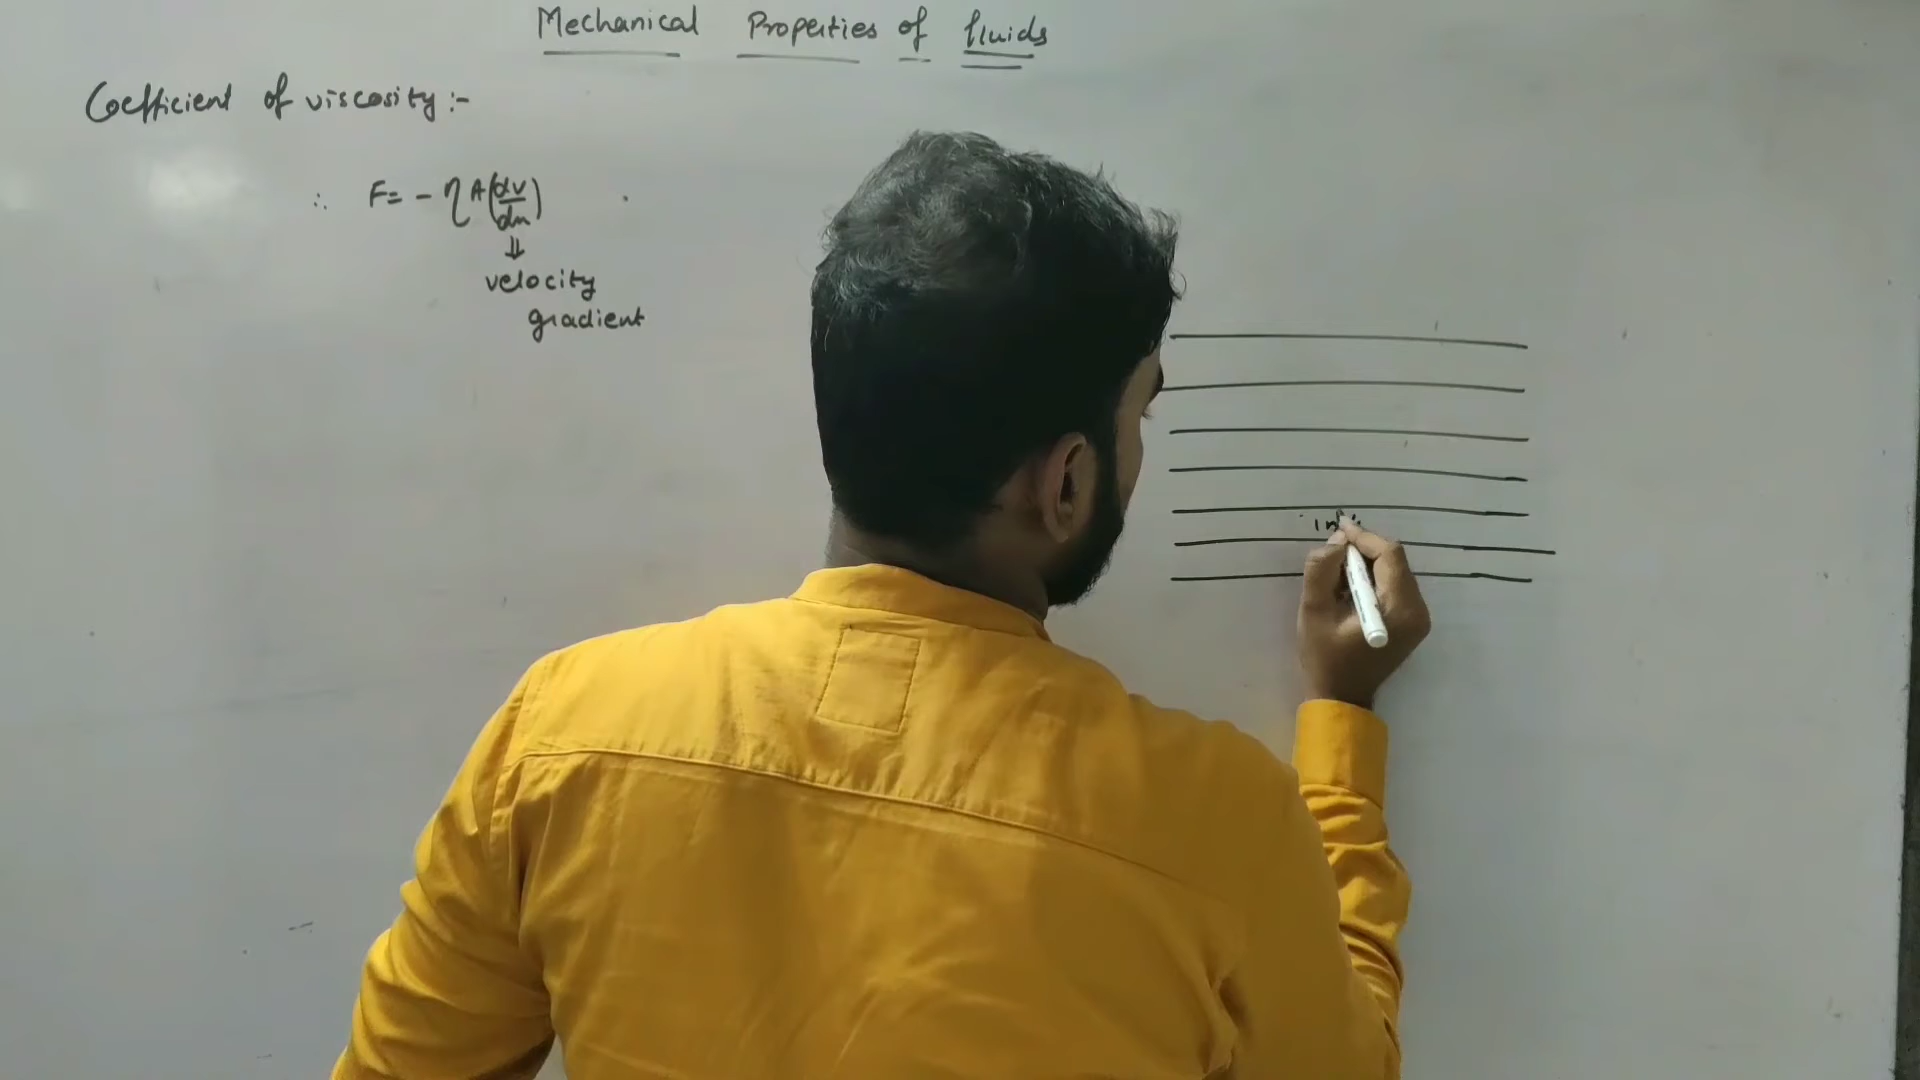 Mechanical Properties of fluids
Coefficient of viscosity :-
∴ F= - η A(dv/dx)
⇓
velocity
gradient